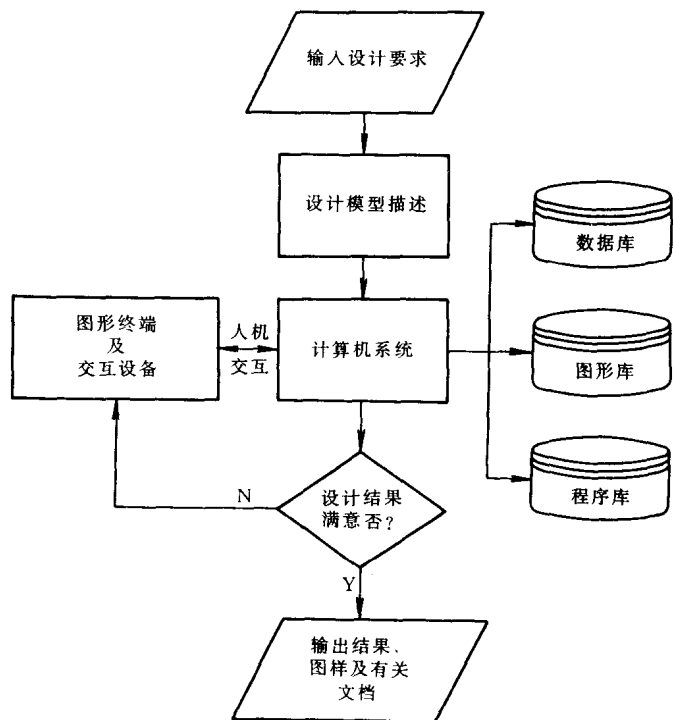 输入设计要求
设计模型描述
数据库
图形终端
及
交互设备
人机
交互
计算机系统
图形库
程序库
N
设计结果
满意否?
Y
输出结果、
图样及有关
文档